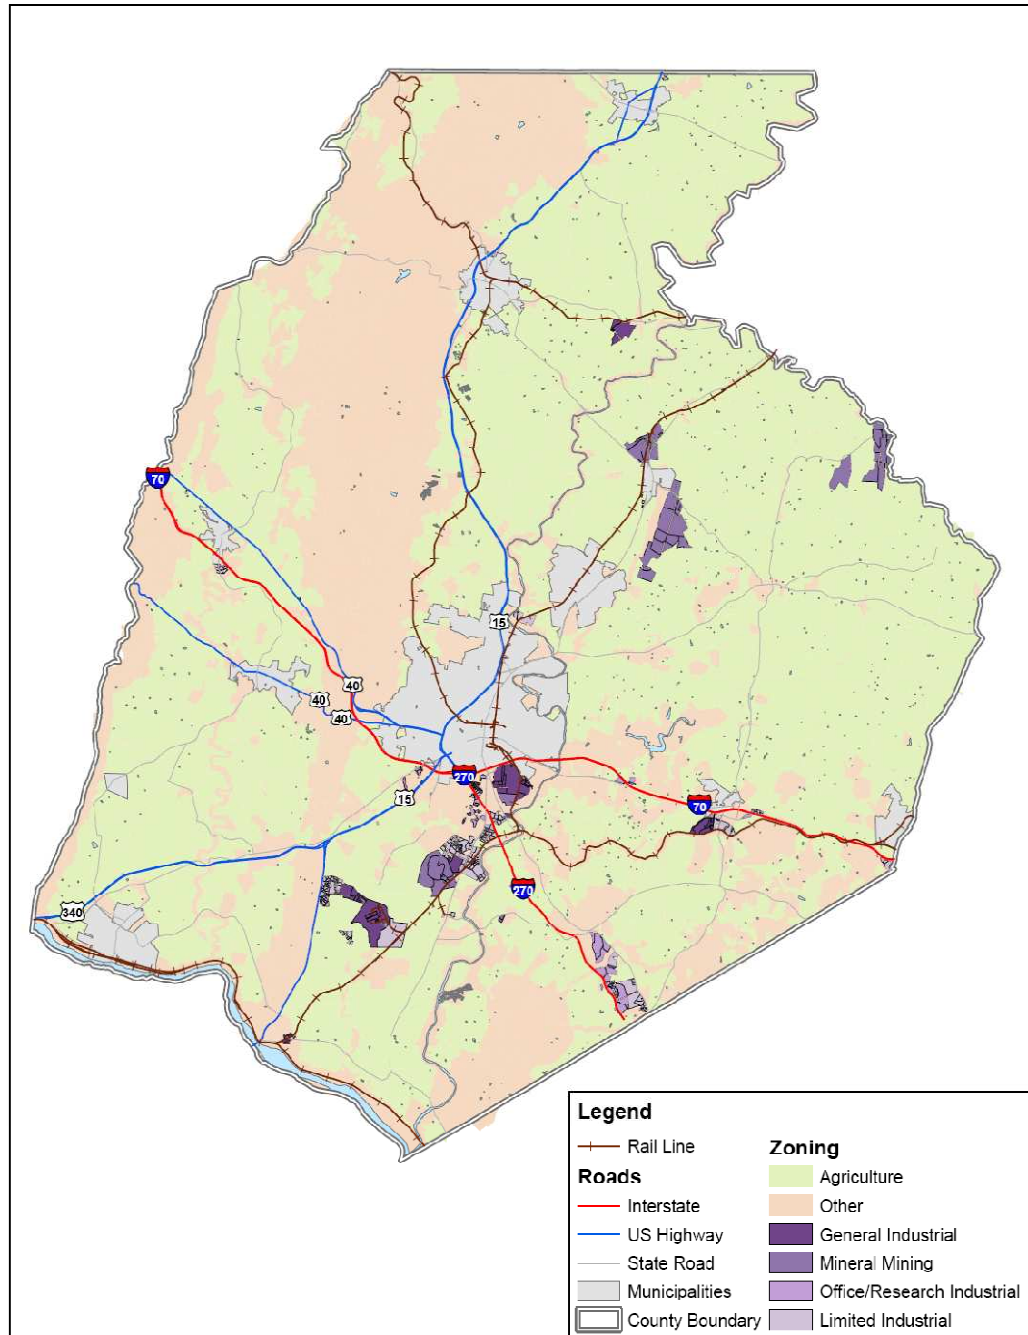 70
15
40
40
40
270
15
70
270
340
Legend
Rail Line
Roads
Interstate
US Highway
State Road
Municipalities
County Boundary
Zoning
Agriculture
Other
General Industrial
Mineral Mining
Office/Research Industrial
Limited Industrial